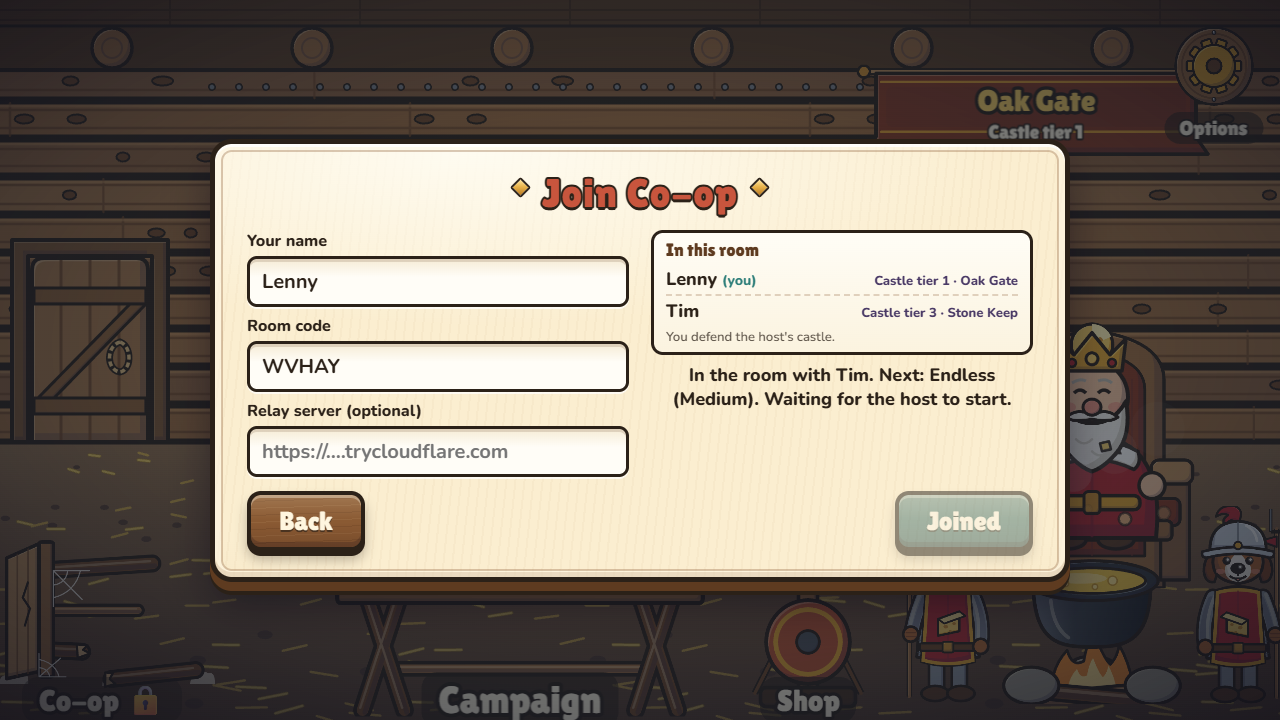 Oak Gate
Castle tier 1
Options
Join Co-op
Your name
Lenny
Room code
WVHAY
Relay server (optional)
https://....trycloudflare.com
In this room
Lenny (you) Castle tier 1 · Oak Gate
Tim Castle tier 3 · Stone Keep
You defend the host's castle.
In the room with Tim. Next: Endless
(Medium). Waiting for the host to start.
Back
Joined
Co-op
Campaign
Shop